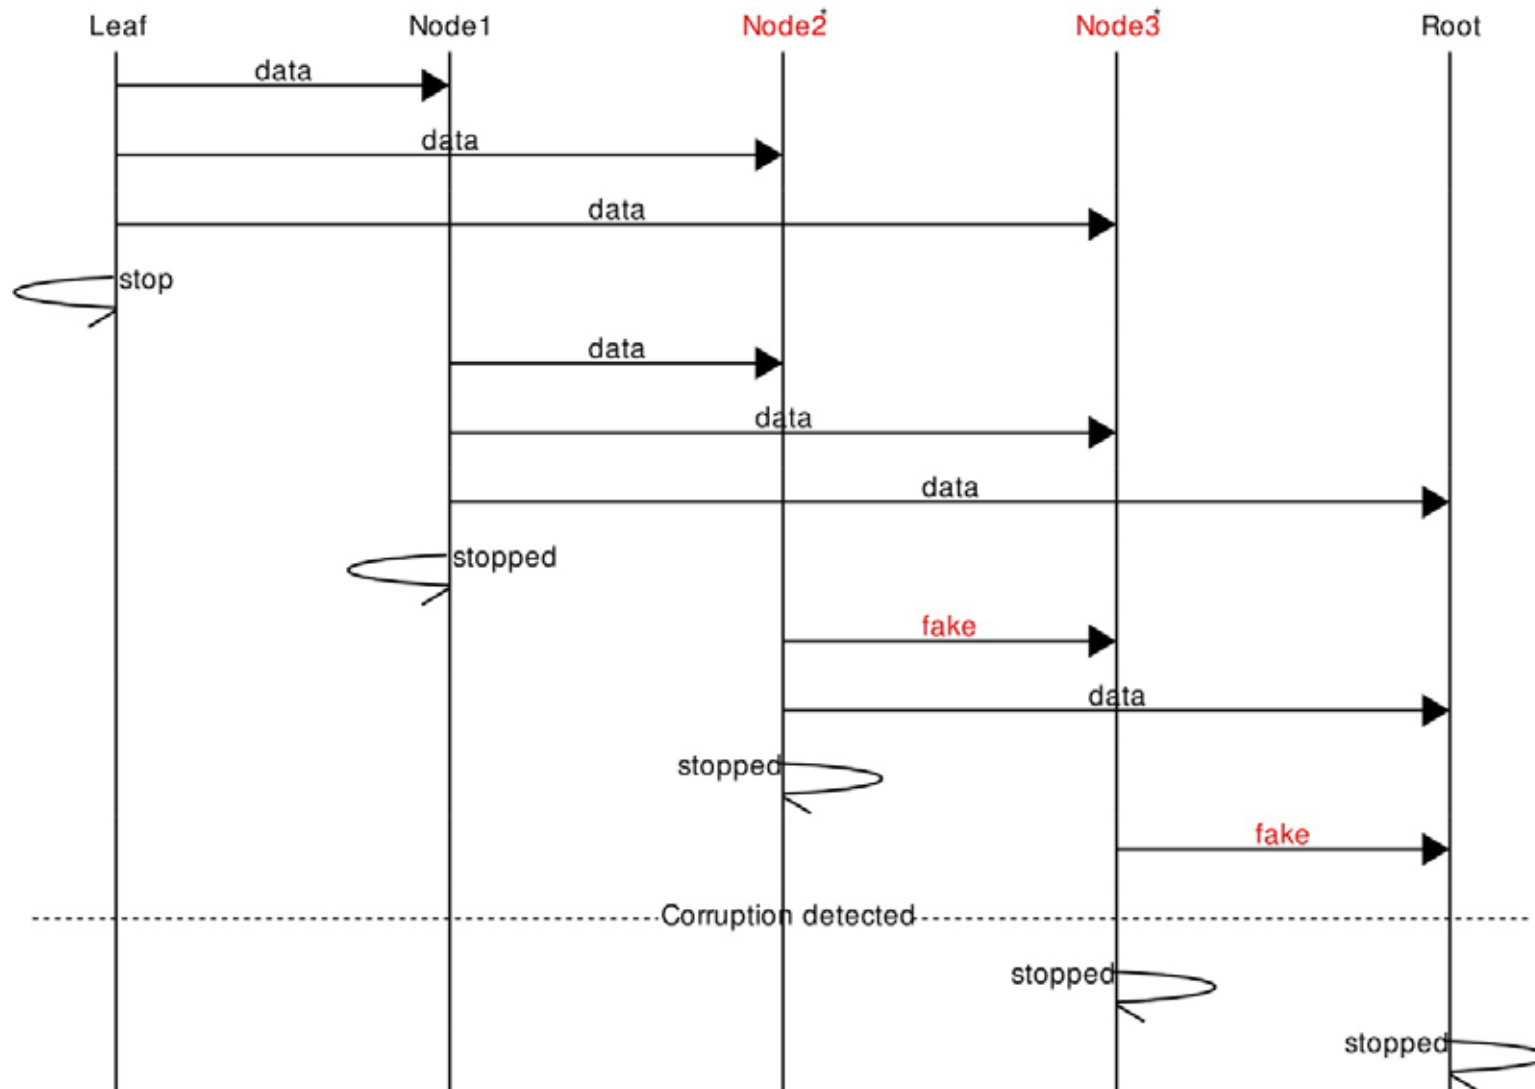 Leaf Node1 Node2* Node3* Root
data
data
data
stop
data
data
data
stopped
fake
data
stopped
fake
Corruption detected
stopped
stopped